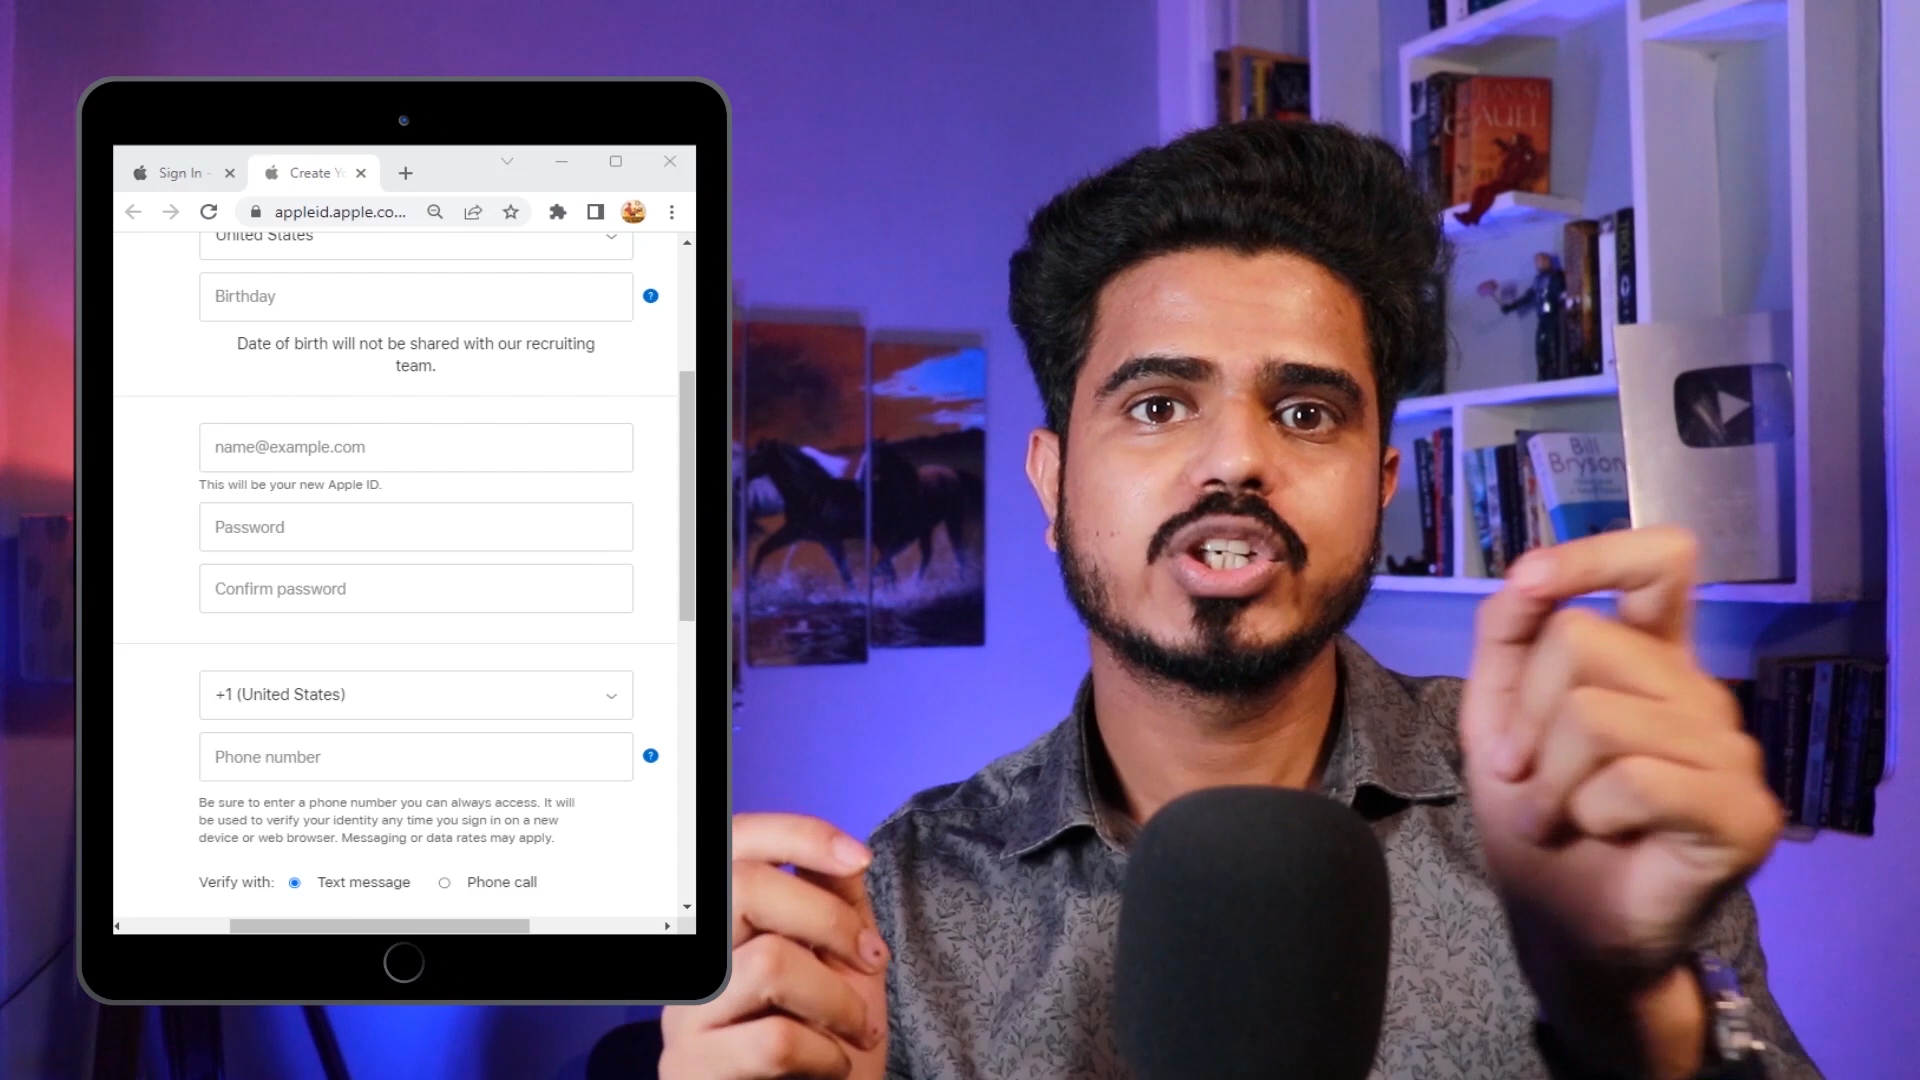 Sign In -
Create Yo
appleid.apple.co...
United States
Birthday
Date of birth will not be shared with our recruiting
team.
name@example.com
This will be your new Apple ID.
Password
Confirm password
+1 (United States)
Phone number
Be sure to enter a phone number you can always access. It will
be used to verify your identity any time you sign in on a new
device or web browser. Messaging or data rates may apply.
Verify with:
Text message
Phone call
Bill
Bryson